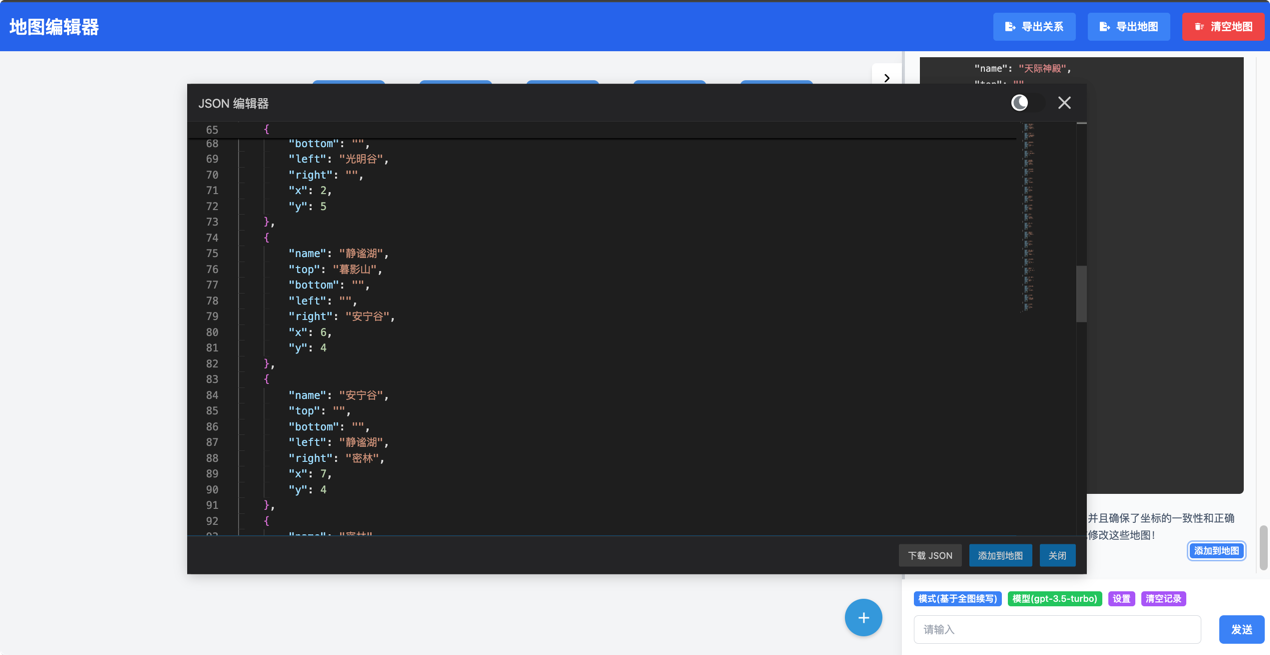 地图编辑器
导出关系
导出地图
清空地图
"name": "天际神殿",
JSON 编辑器
65 {
68 "bottom": "",
69 "left": "光明谷",
70 "right": "",
71 "x": 2,
72 "y": 5
73 },
74 {
75 "name": "静谧湖",
76 "top": "暮影山",
77 "bottom": "",
78 "left": "",
79 "right": "安宁谷",
80 "x": 6,
81 "y": 4
82 },
83 {
84 "name": "安宁谷",
85 "top": "",
86 "bottom": "",
87 "left": "静谧湖",
88 "right": "密林",
89 "x": 7,
90 "y": 4
91 },
92 {
下载 JSON
添加到地图
关闭
并且确保了坐标的一致性和正确
修改这些地图！
添加到地图
模式(基于全图续写)
模型(gpt-3.5-turbo)
设置
清空记录
请输入
发送